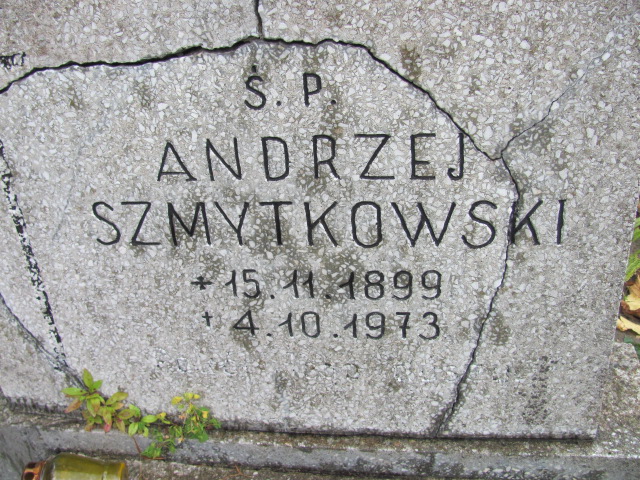 Ś. P.
ANDRZEJ
SZMYTKOWSKI
* 15.11.1899
† 4.10.1973